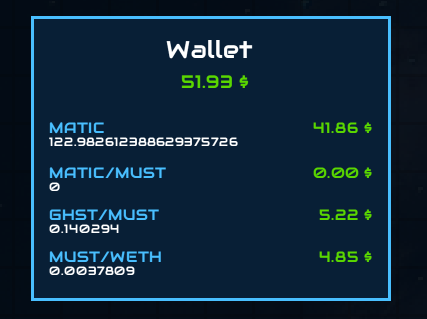 Wallet
51.93 $
MATIC 41.86 $
122.982612388629375726
MATIC/MUST 0.00 $
0
GHST/MUST 5.22 $
0.140294
MUST/WETH 4.85 $
0.0037809